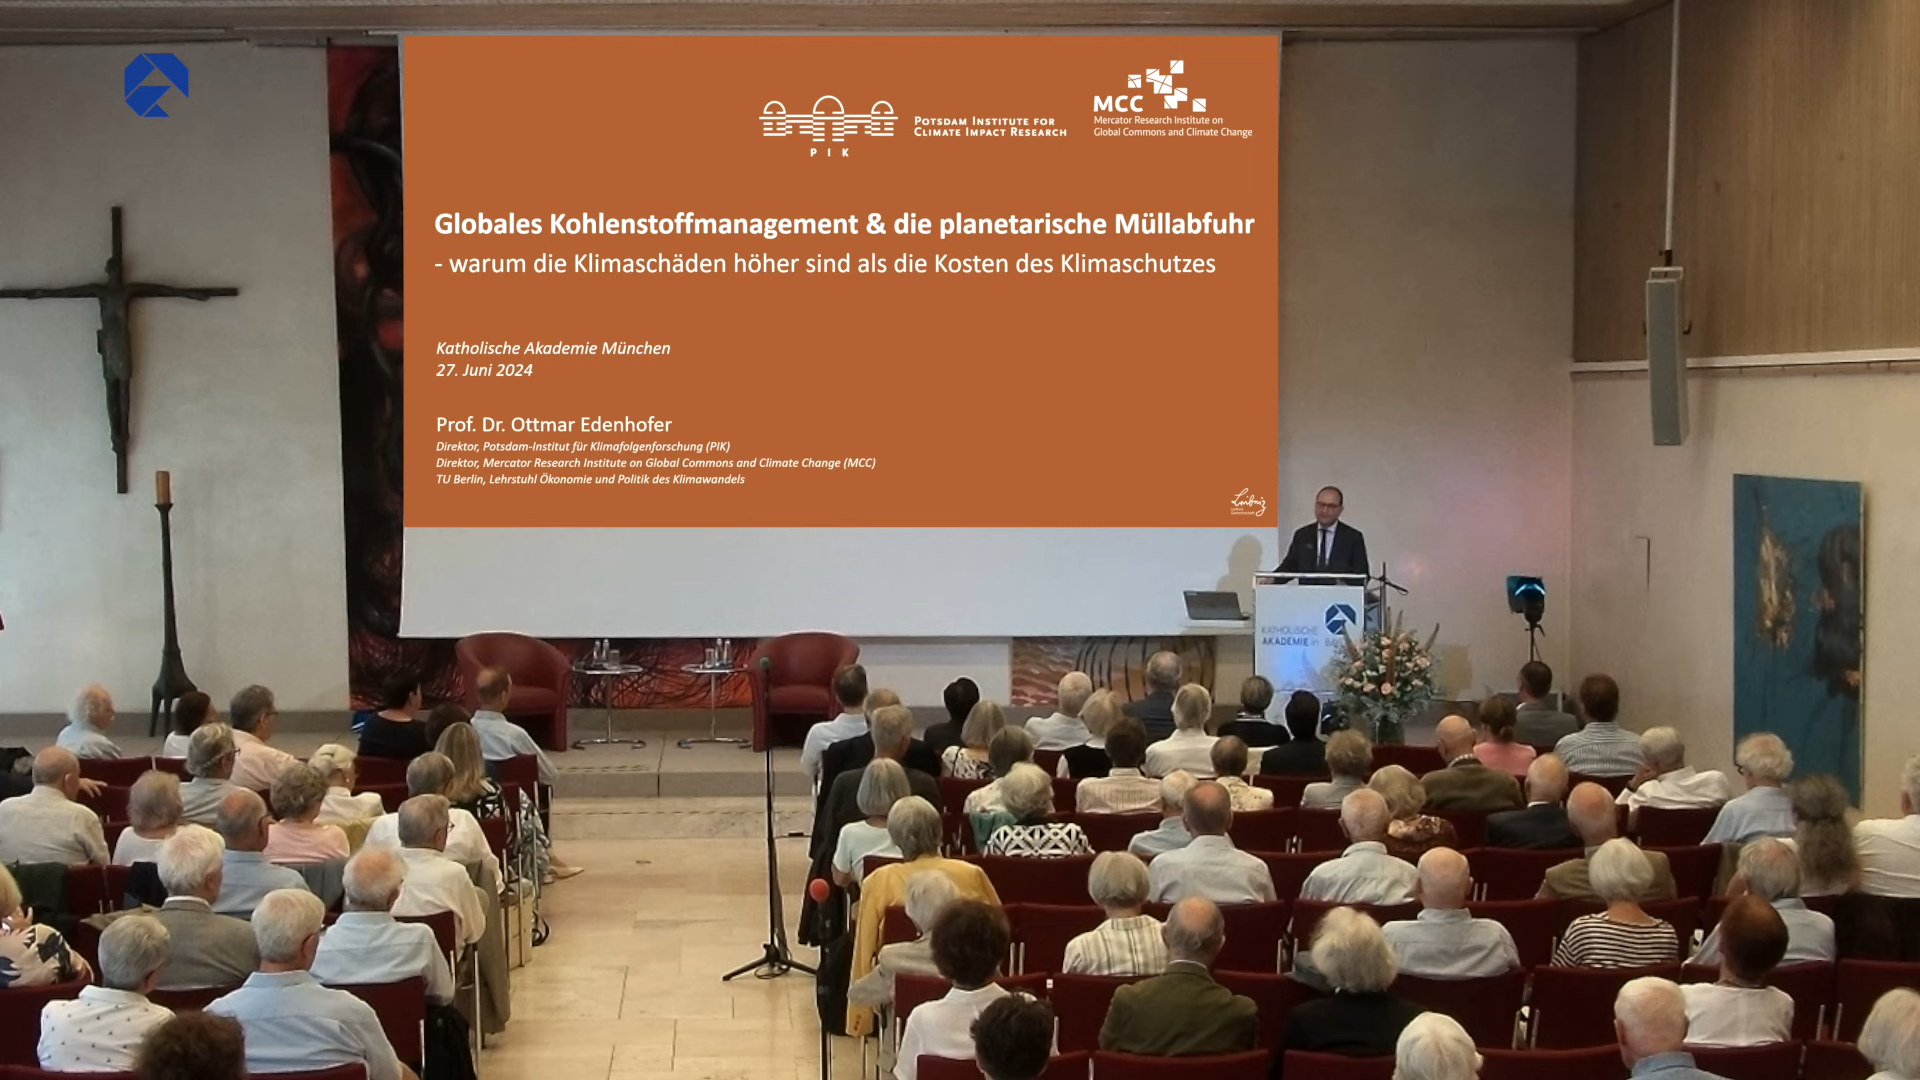 POTSDAM INSTITUTE FOR
CLIMATE IMPACT RESEARCH
P I K
MCC
Mercator Research Institute on
Global Commons and Climate Change
Globales Kohlenstoffmanagement & die planetarische Müllabfuhr
- warum die Klimaschäden höher sind als die Kosten des Klimaschutzes
Katholische Akademie München
27. Juni 2024
Prof. Dr. Ottmar Edenhofer
Direktor, Potsdam-Institut für Klimafolgenforschung (PIK)
Direktor, Mercator Research Institute on Global Commons and Climate Change (MCC)
TU Berlin, Lehrstuhl Ökonomie und Politik des Klimawandels
Leibniz
KATHOLISCHE
AKADEMIE in